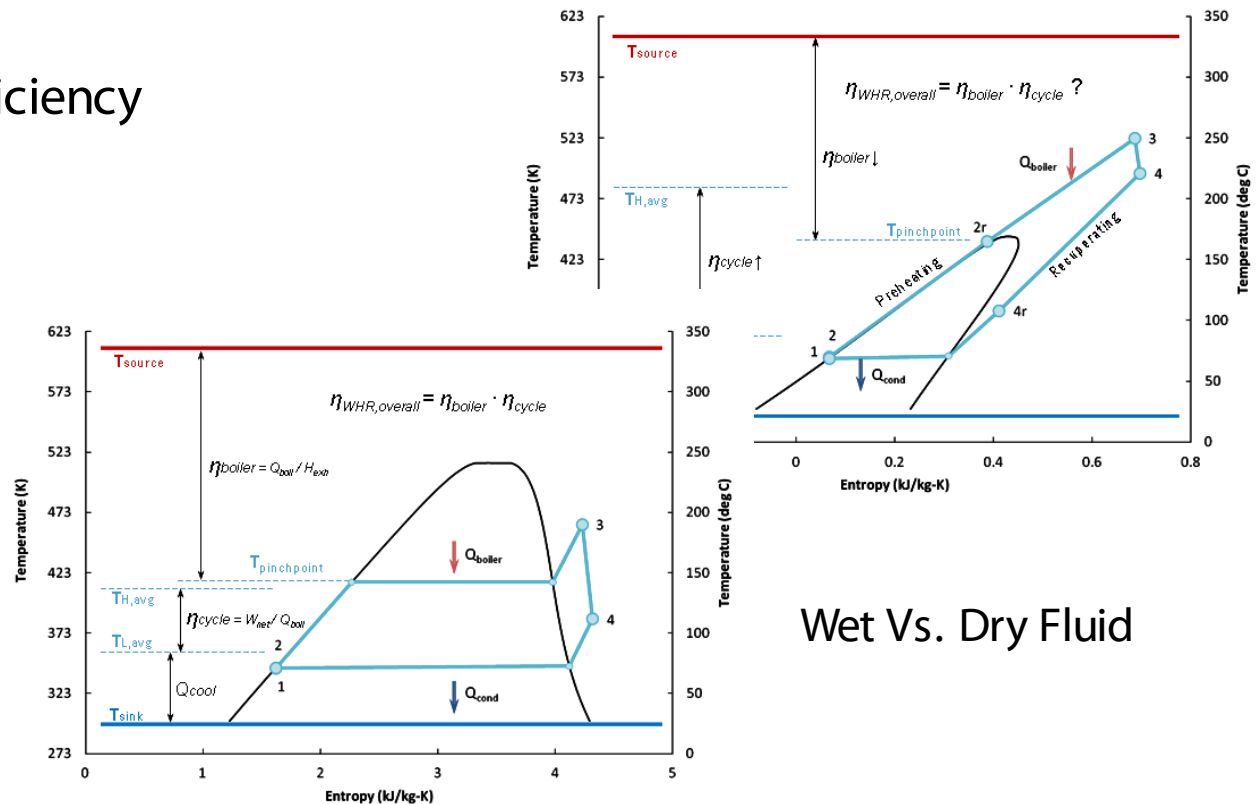 iciency
623
573
523
473
423
Temperature (K)
350
300
250
200
150
100
50
0
Temperature (deg C)
Tsource
ηWHR,overall = ηboiler · ηcycle ?
ηboiler↓
Qboiler
3
4
TH,avg
Tpinchpoint
2r
ηcycle↑
Preheating
Recuperating
4r
2
1
Qcond
0
0.2
0.4
0.6
0.8
Entropy (kJ/kg-K)
623
573
523
473
423
373
323
273
Temperature (K)
350
300
250
200
150
100
50
0
Temperature (deg C)
Tsource
ηWHR,overall = ηboiler · ηcycle
ηboiler = Qboil / Hexh
3
Qboiler
Tpinchpoint
TH,avg
ηcycle = Wnet / Qboil
4
TL,avg
2
1
Qcool
Qcond
Tsink
0
1
2
3
4
5
Entropy (kJ/kg-K)
Wet Vs. Dry Fluid